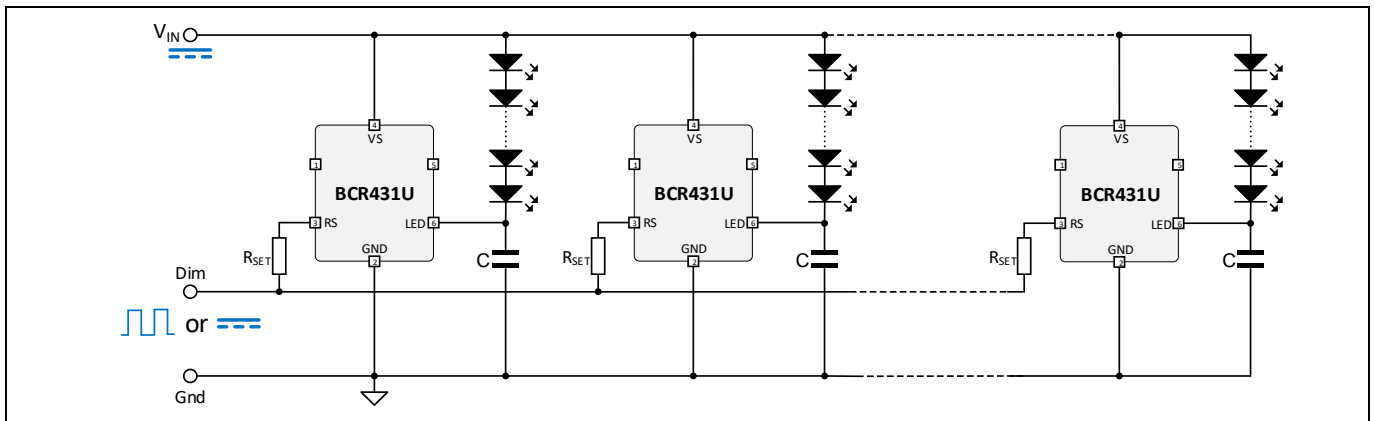 VIN
4
VS
1
5
BCR431U
3 RS
LED 6
GND
2
RSET
C
4
VS
1
5
BCR431U
3 RS
LED 6
GND
2
RSET
C
4
VS
1
5
BCR431U
3 RS
LED 6
GND
2
RSET
C
Dim
or
Gnd